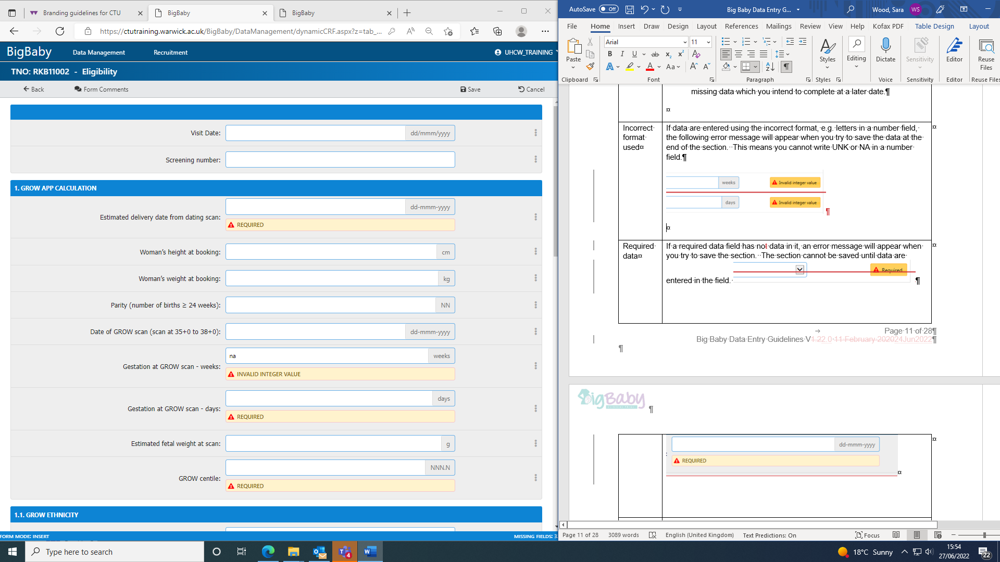 Branding guidelines for CTU
BigBaby
BigBaby
https://ctutraining.warwick.ac.uk/BigBaby/DataManagement/dynamicCRF.aspx?z=tab_...
BigBaby
Data Management
Recruitment
UHCW_TRAINING
TNO: RKB11002 - Eligibility
Back
Form Comments
Save
Cancel
Visit Date:
dd/mmm/yyyy
Screening number:
1. GROW APP CALCULATION
Estimated delivery date from dating scan:
dd-mmm-yyyy
REQUIRED
Woman's height at booking:
cm
Woman's weight at booking:
kg
Parity (number of births ≥ 24 weeks):
NN
Date of GROW scan (scan at 35+0 to 38+0):
dd-mmm-yyyy
Gestation at GROW scan - weeks:
na
weeks
INVALID INTEGER VALUE
Gestation at GROW scan - days:
days
REQUIRED
Estimated fetal weight at scan:
g
GROW centile:
NNN.N
REQUIRED
1.1. GROW ETHNICITY
FORM MODE: INSERT
MISSING FIELDS: 3
AutoSave
Off
Big Baby Data Entry G...
Wood, Sara
WS
File
Home
Insert
Draw
Design
Layout
References
Mailings
Review
View
Help
Kofax PDF
Table Design
Layout
Paste
Arial
11
B I U ab x₂ x²
A
Aa
Styles
Editing
Dictate
Sensitivity
Editor
Reuse
Files
Clipboard
Font
Paragraph
Styles
Voice
Sensitivity
Editor
Reuse Files
missing·data·which·you·intend·to·complete·at·a·later·date.¶
¤
Incorrect·
format·
used¤
If·data·are·entered·using·the·incorrect·format,·e.g.·letters·in·a·number·field,·
the·following·error·message·will·appear·when·you·try·to·save·the·data·at·the·
end·of·the·section.··This·means·you·cannot·write·UNK·or·NA·in·a·number·
field.¶
¤
weeks
Invalid integer value
days
Invalid integer value
¶
¤
Required·
data¤
If·a·required·data·field·has·not·data·in·it,·an·error·message·will·appear·when·
you·try·to·save·the·section.··The·section·cannot·be·saved·until·data·are·
entered·in·the·field.·
Required
¶
¤
→ Page·11·of·28¶
Big·Baby·Data·Entry·Guidelines·V1.22.0·11·February·202024Jun2022¶
¶
BigBaby
¶
dd-mmm-yyyy
REQUIRED
¤
¤
Page 11 of 28
3089 words
English (United Kingdom)
Text Predictions: On
Focus
Type here to search
4
18°C Sunny
15:54
27/06/2022
22